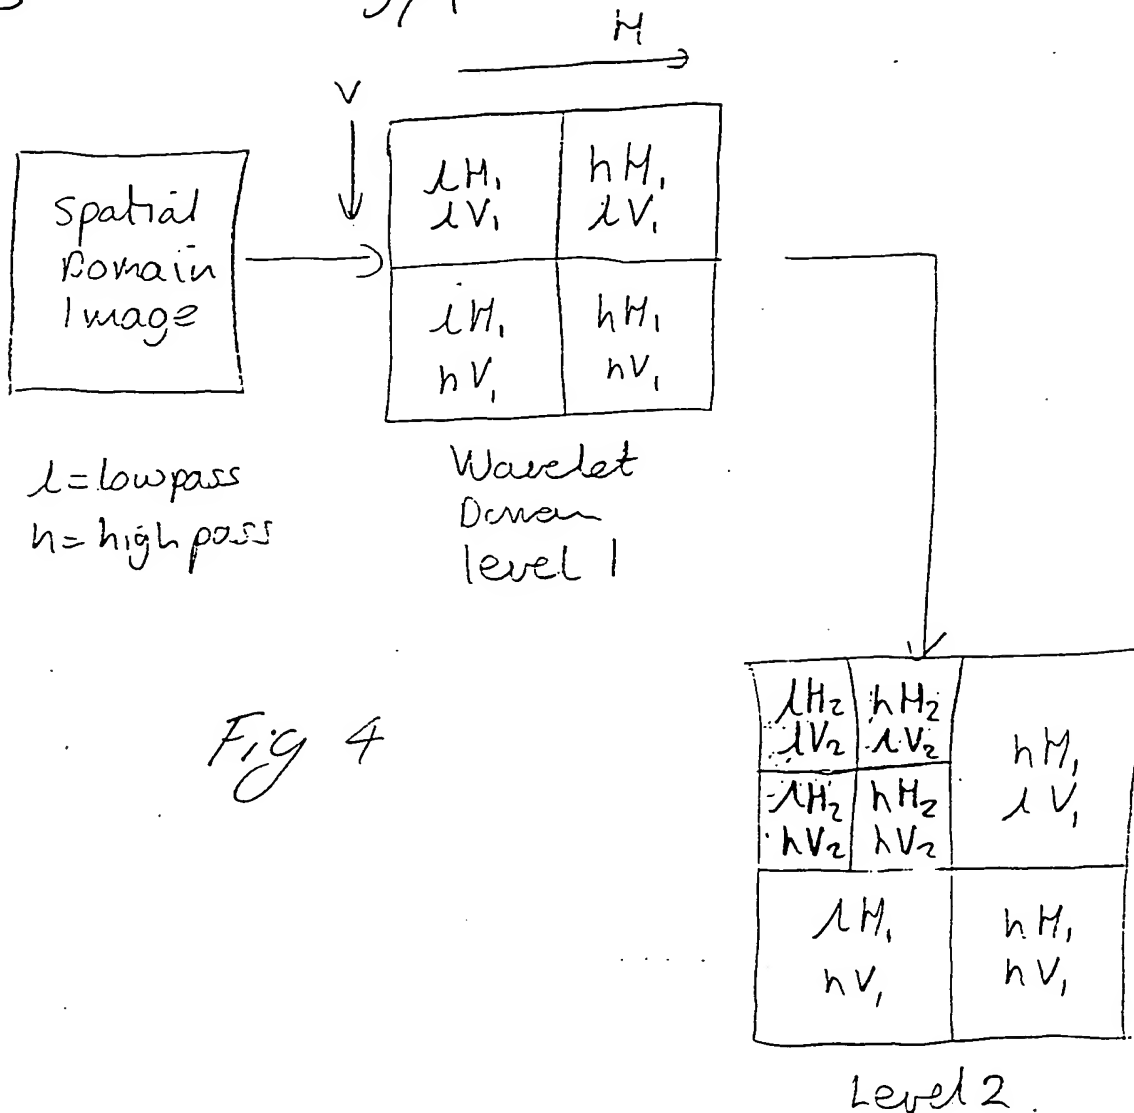 H
V
Spatial
Domain
Image
lH₁
lV₁
hH₁
lV₁
lH₁
hV₁
hH₁
hV₁
l = lowpass
h = high pass
Wavelet
level 1
lH₂
lV₂
hH₂
lV₂
hH₁
lV₁
lH₂
hV₂
hH₂
hV₂
lH₁
hV₁
hH₁
hV₁
Fig 4
Level 2